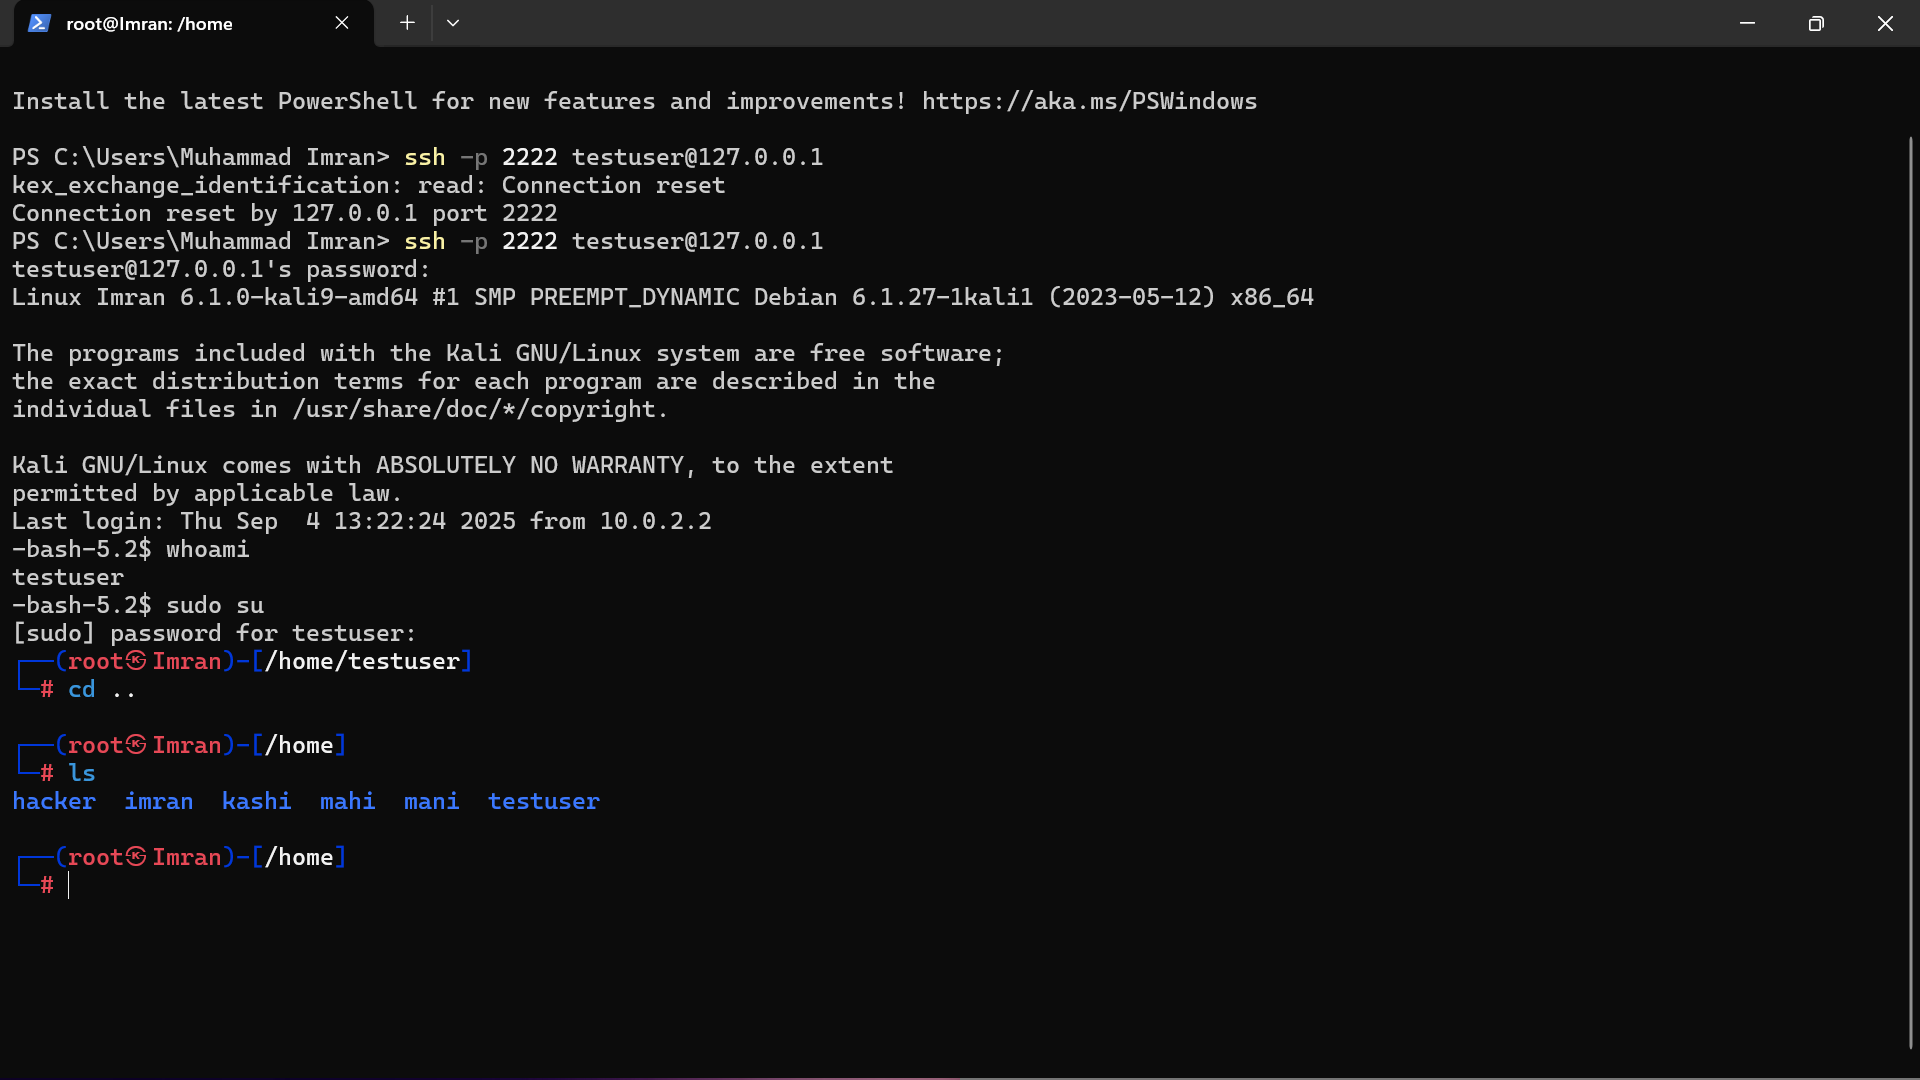 root@Imran: /home
Install the latest PowerShell for new features and improvements! https://aka.ms/PSWindows
PS C:\Users\Muhammad Imran> ssh -p 2222 testuser@127.0.0.1
kex_exchange_identification: read: Connection reset
Connection reset by 127.0.0.1 port 2222
PS C:\Users\Muhammad Imran> ssh -p 2222 testuser@127.0.0.1
testuser@127.0.0.1's password:
Linux Imran 6.1.0-kali9-amd64 #1 SMP PREEMPT_DYNAMIC Debian 6.1.27-1kali1 (2023-05-12) x86_64
The programs included with the Kali GNU/Linux system are free software;
the exact distribution terms for each program are described in the
individual files in /usr/share/doc/*/copyright.
Kali GNU/Linux comes with ABSOLUTELY NO WARRANTY, to the extent
permitted by applicable law.
Last login: Thu Sep  4 13:22:24 2025 from 10.0.2.2
-bash-5.2$ whoami
testuser
-bash-5.2$ sudo su
[sudo] password for testuser:
┌──(root㉿Imran)-[/home/testuser]
└─# cd ..
┌──(root㉿Imran)-[/home]
└─# ls
hacker  imran  kashi  mahi  mani  testuser
┌──(root㉿Imran)-[/home]
└─#